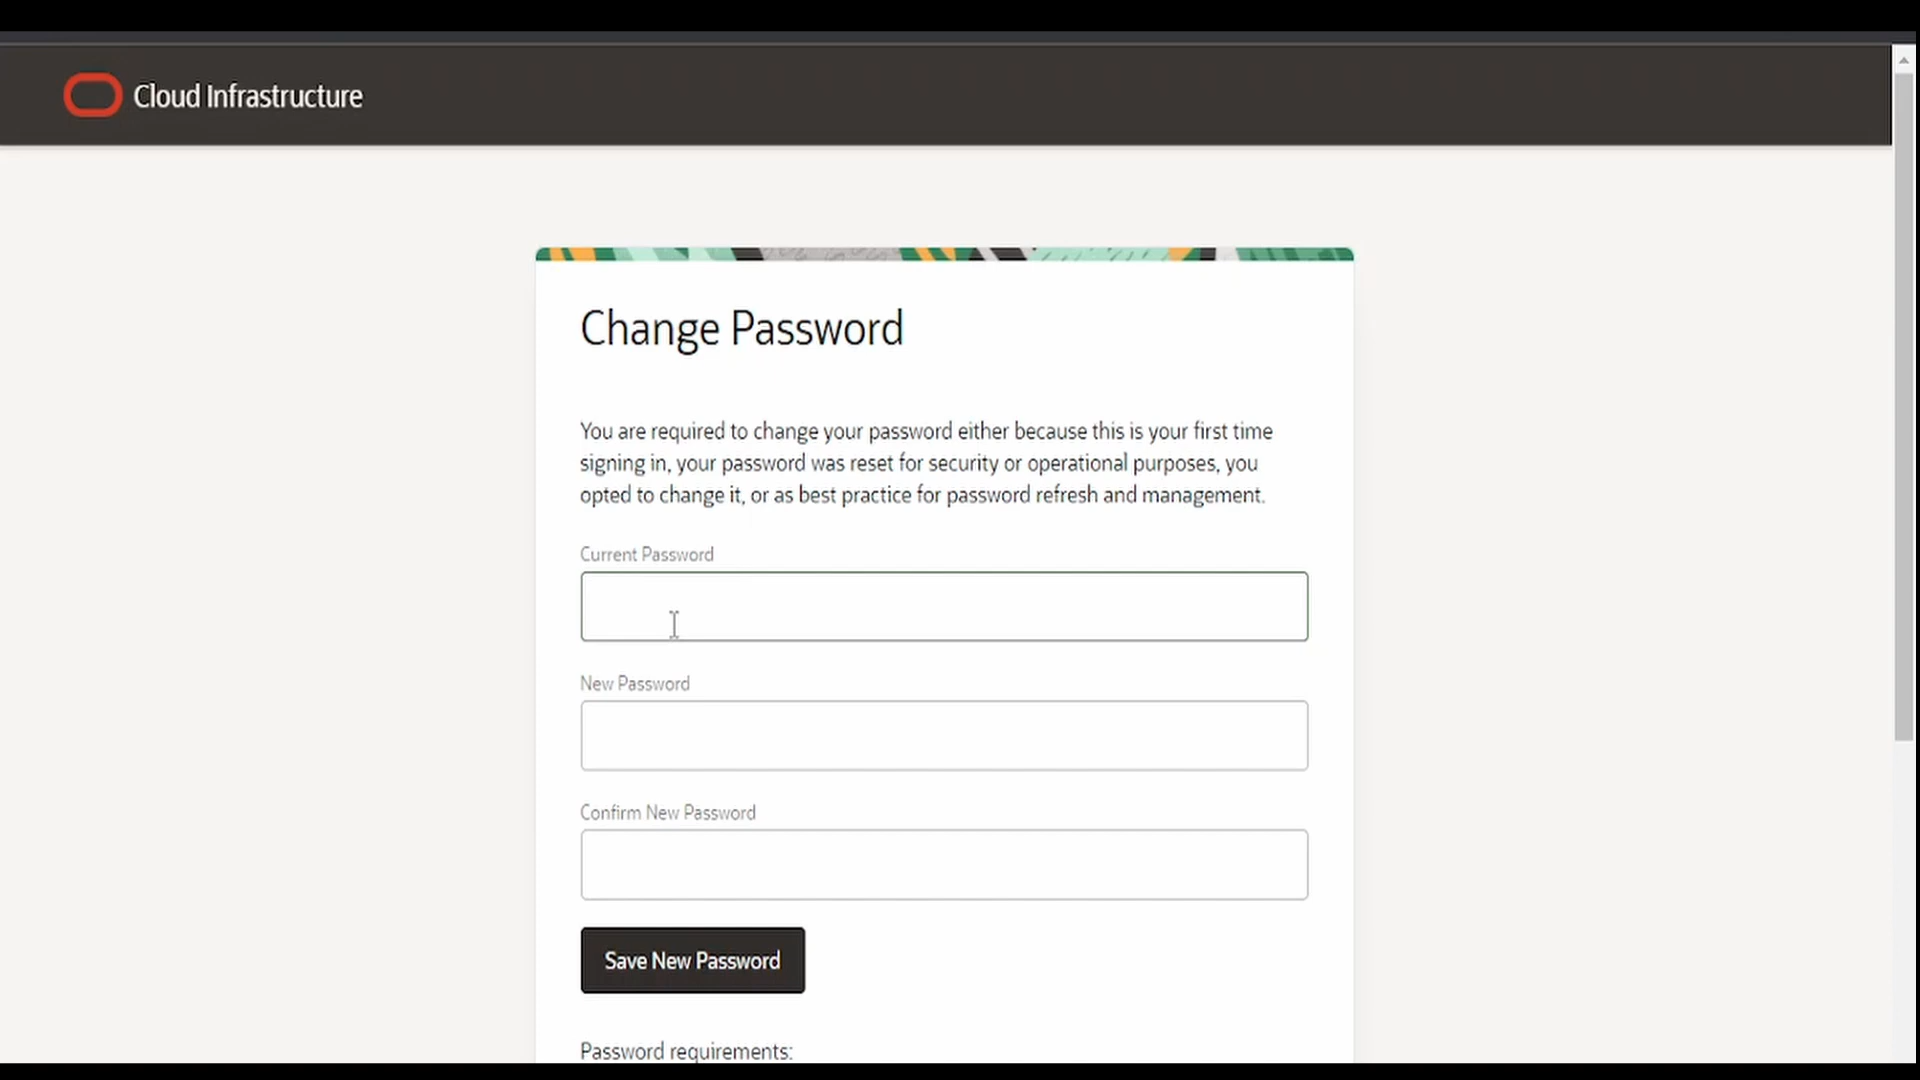 Cloud Infrastructure
Change Password
You are required to change your password either because this is your first time
signing in, your password was reset for security or operational purposes, you
opted to change it, or as best practice for password refresh and management.
Current Password
New Password
Confirm New Password
Save New Password
Password requirements: